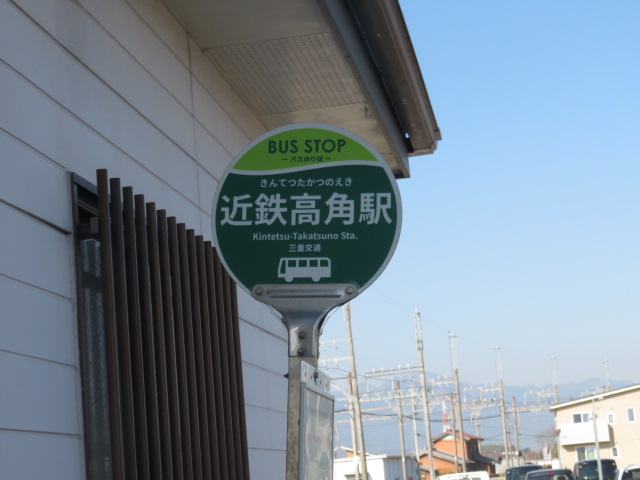 BUS STOP
ー バスのりば ー
きんてつたかつのえき
近鉄高角駅
Kintetsu-Takatsuno Sta.
三重交通